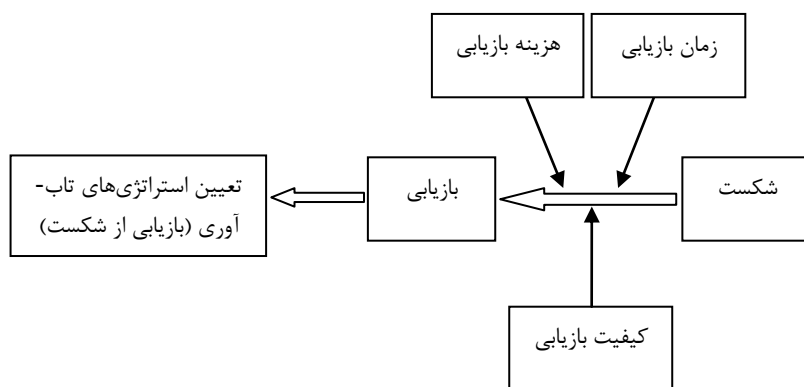 زمان بازیابی
هزینه بازیابی
شکست
بازیابی
تعیین استراتژی‌های تاب-
آوری (بازیابی از شکست)
کیفیت بازیابی